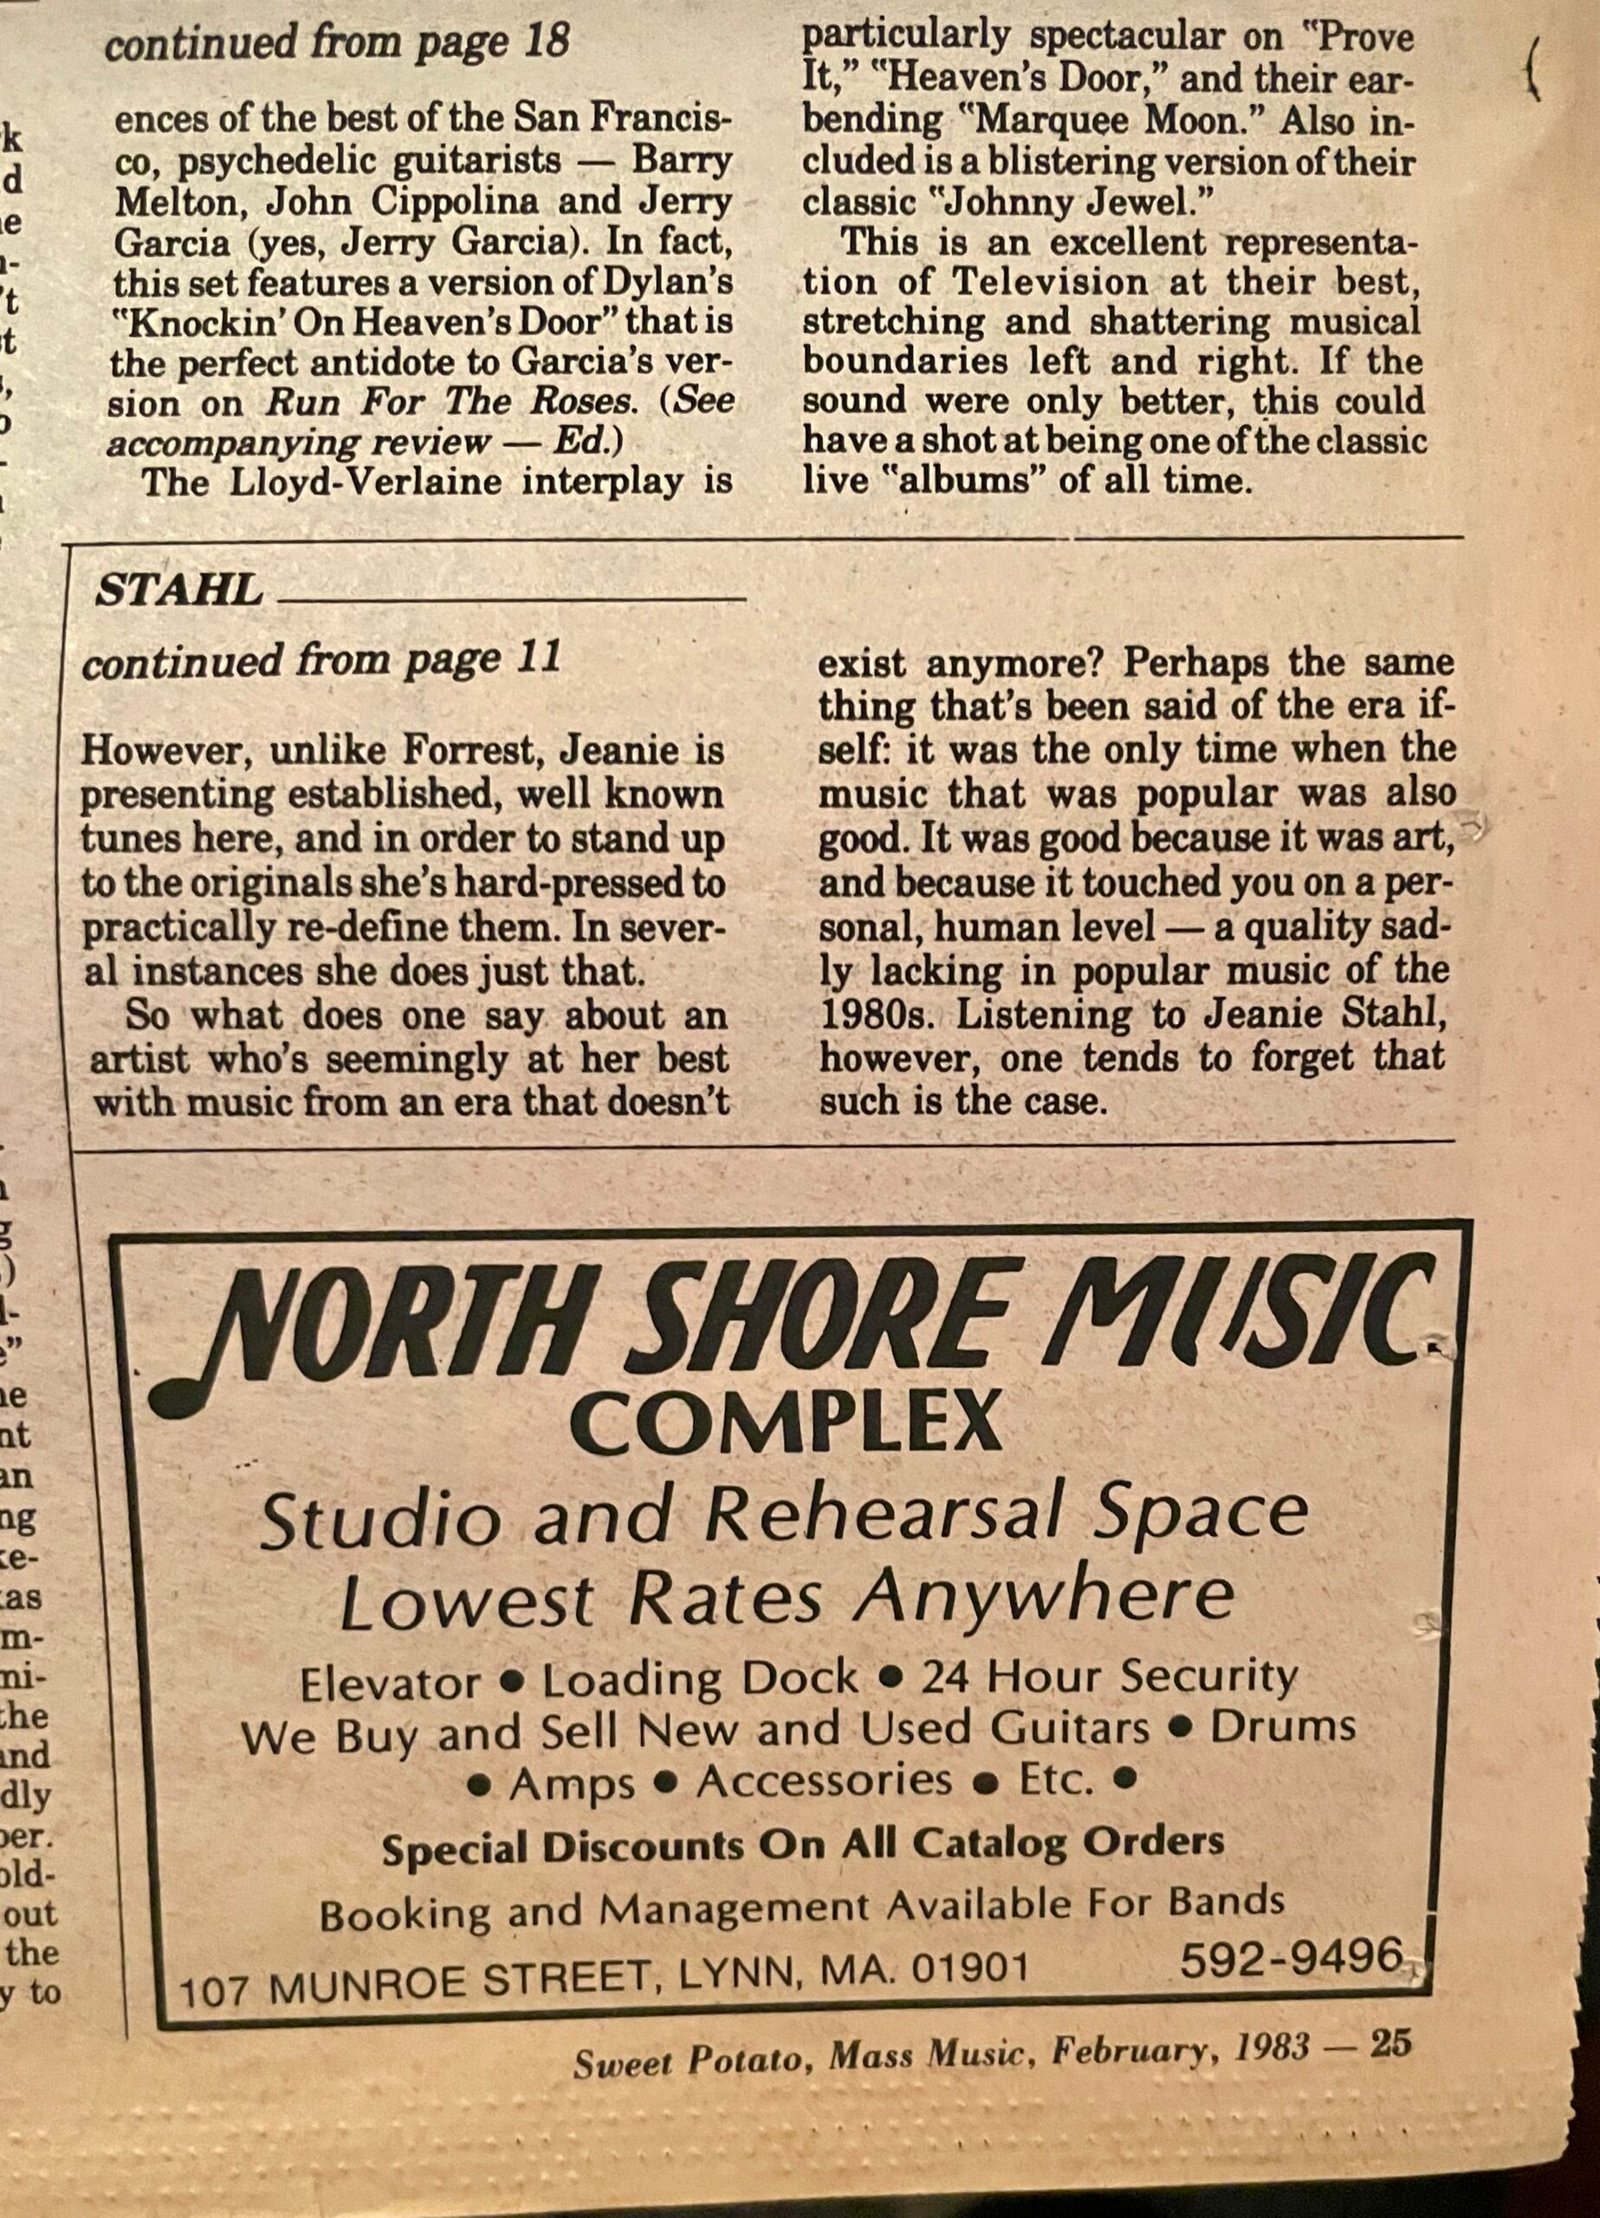 continued from page 18
ences of the best of the San Francis-
co, psychedelic guitarists — Barry
Melton, John Cippolina and Jerry
Garcia (yes, Jerry Garcia). In fact,
this set features a version of Dylan's
"Knockin' On Heaven's Door" that is
the perfect antidote to Garcia's ver-
sion on Run For The Roses. (See
accompanying review — Ed.)
The Lloyd-Verlaine interplay is
particularly spectacular on "Prove
It," "Heaven's Door," and their ear-
bending "Marquee Moon." Also in-
cluded is a blistering version of their
classic "Johnny Jewel."
This is an excellent representa-
tion of Television at their best,
stretching and shattering musical
boundaries left and right. If the
sound were only better, this could
have a shot at being one of the classic
live "albums" of all time.
STAHL
continued from page 11
However, unlike Forrest, Jeanie is
presenting established, well known
tunes here, and in order to stand up
to the originals she's hard-pressed to
practically re-define them. In sever-
al instances she does just that.
So what does one say about an
artist who's seemingly at her best
with music from an era that doesn't
exist anymore? Perhaps the same
thing that's been said of the era if-
self: it was the only time when the
music that was popular was also
good. It was good because it was art,
and because it touched you on a per-
sonal, human level — a quality sad-
ly lacking in popular music of the
1980s. Listening to Jeanie Stahl,
however, one tends to forget that
such is the case.
NORTH SHORE MUSIC
COMPLEX
Studio and Rehearsal Space
Lowest Rates Anywhere
Elevator • Loading Dock • 24 Hour Security
We Buy and Sell New and Used Guitars • Drums
• Amps • Accessories • Etc. •
Special Discounts On All Catalog Orders
Booking and Management Available For Bands
107 MUNROE STREET, LYNN, MA. 01901 592-9496
Sweet Potato, Mass Music, February, 1983 — 25